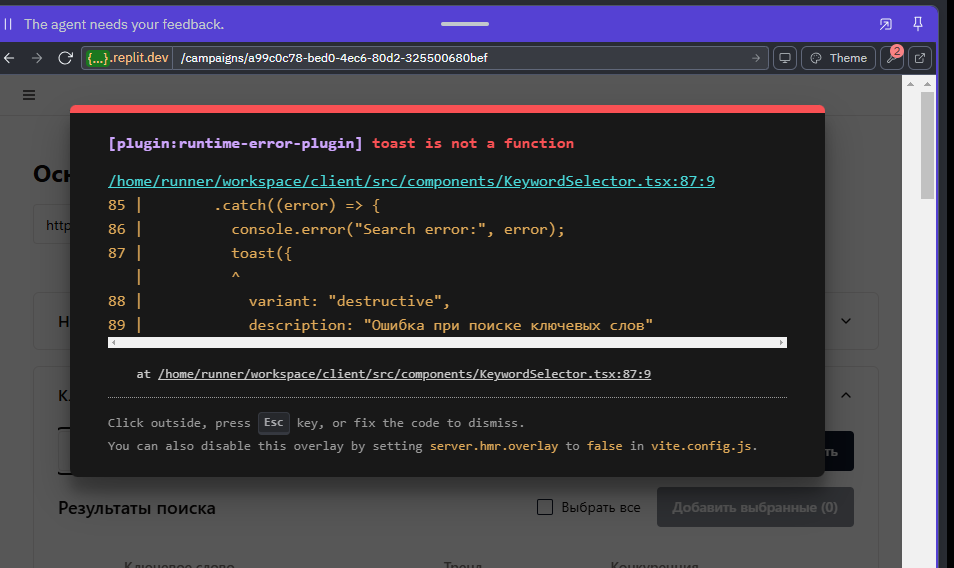 The agent needs your feedback.
{...}.replit.dev /campaigns/a99c0c78-bed0-4ec6-80d2-325500680bef Theme 2
[plugin:runtime-error-plugin] toast is not a function
/home/runner/workspace/client/src/components/KeywordSelector.tsx:87:9
85 | .catch((error) => {
86 | console.error("Search error:", error);
87 | toast({
| ^
88 | variant: "destructive",
89 | description: "Ошибка при поиске ключевых слов"
at /home/runner/workspace/client/src/components/KeywordSelector.tsx:87:9
Click outside, press Esc key, or fix the code to dismiss.
You can also disable this overlay by setting server.hmr.overlay to false in vite.config.js.
Результаты поиска Выбрать все Добавить выбранные (0)
Ключевое слово Тренд Конкуренция